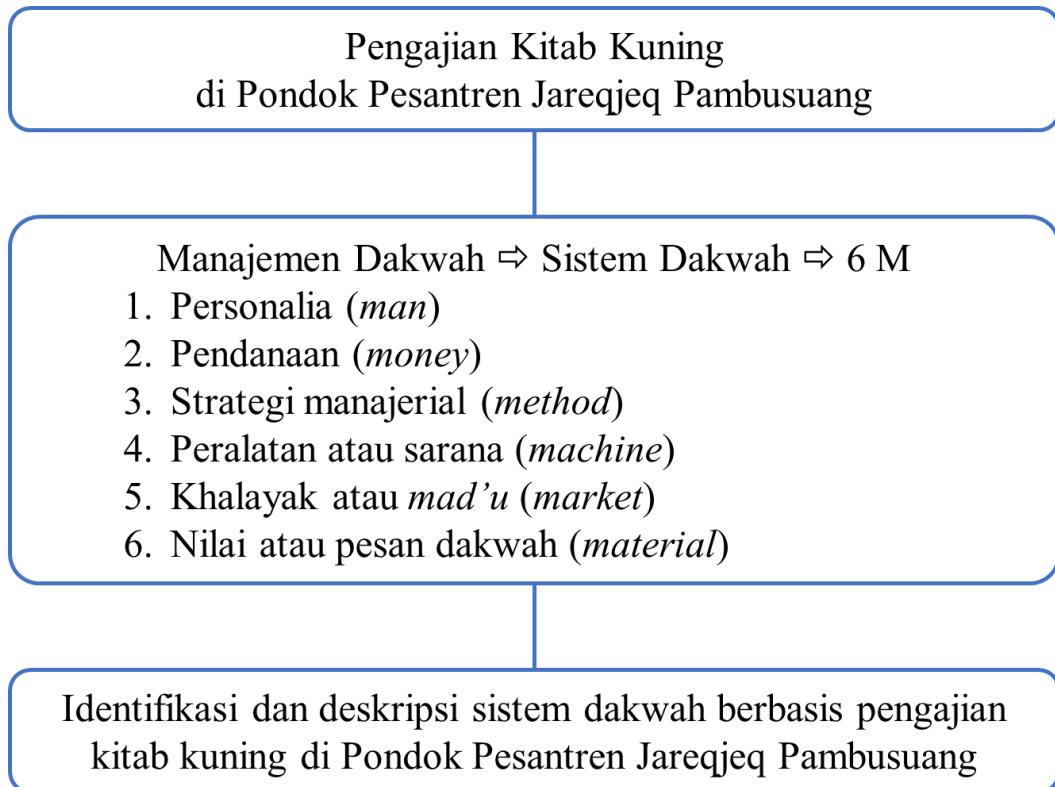 Pengajian Kitab Kuning
di Pondok Pesantren Jareqjeq Pambusuang
Manajemen Dakwah ⇨ Sistem Dakwah ⇨ 6 M
1. Personalia (man)
2. Pendanaan (money)
3. Strategi manajerial (method)
4. Peralatan atau sarana (machine)
5. Khalayak atau mad’u (market)
6. Nilai atau pesan dakwah (material)
Identifikasi dan deskripsi sistem dakwah berbasis pengajian
kitab kuning di Pondok Pesantren Jareqjeq Pambusuang